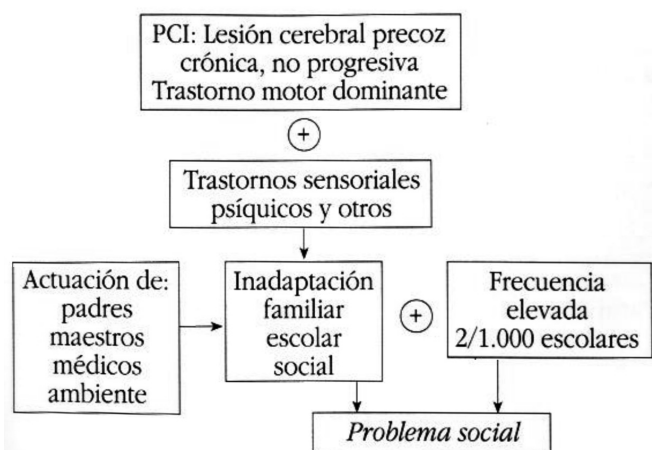 PCI: Lesión cerebral precoz
crónica, no progresiva
Trastorno motor dominante
+
Trastornos sensoriales
psíquicos y otros
Actuación de:
padres
maestros
médicos
ambiente
Inadaptación
familiar
escolar
social
+
Frecuencia
elevada
2/1.000 escolares
Problema social